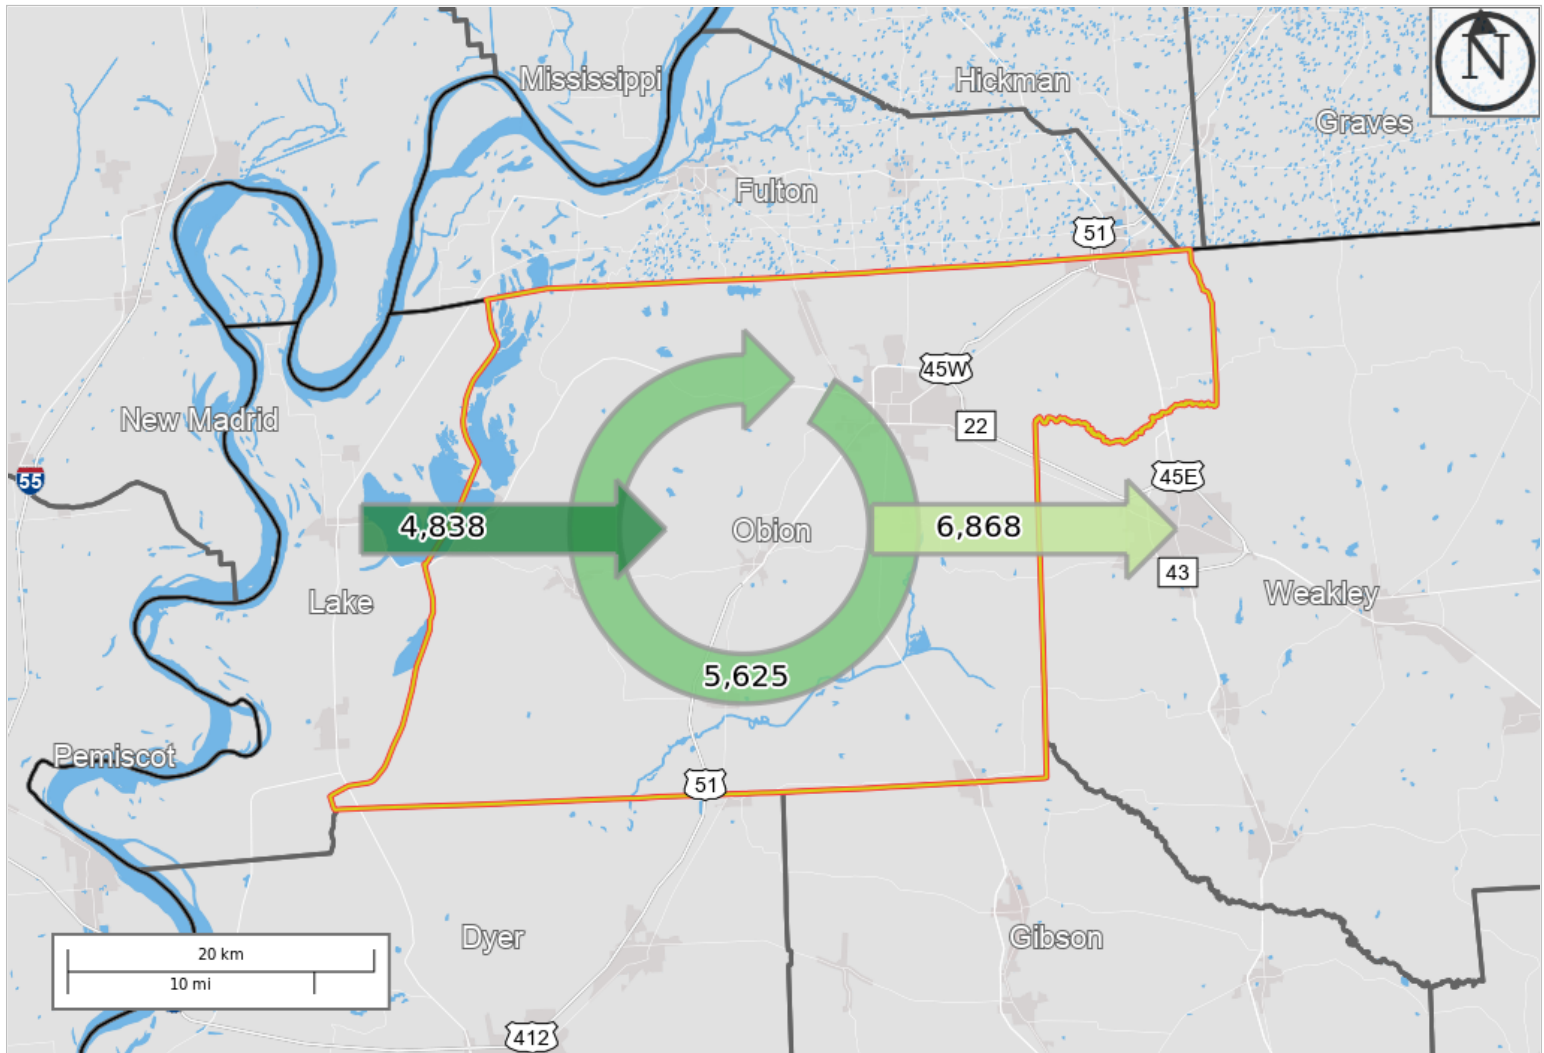 N
Mississippi
Hickman
Graves
Fulton
51
45W
New Madrid
22
55
45E
4,838
Obion
6,868
43
Lake
Weakley
5,625
Pemiscot
51
Dyer
Gibson
20 km
10 mi
412